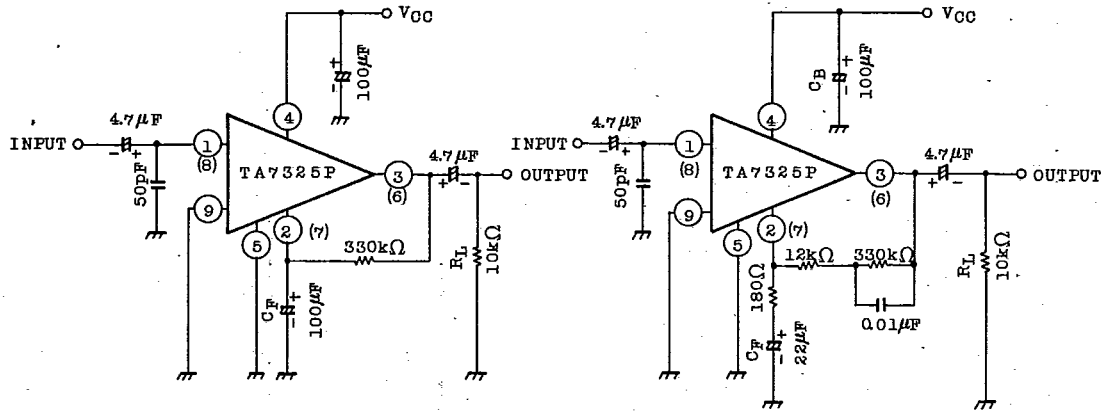 VCC
- +
100μF
4
4.7μF
INPUT
- +
1
(8)
50pF
TA7325P
3
(6)
4.7μF
+ -
OUTPUT
9
5
2
(7)
330kΩ
RL
10kΩ
CF
- +
100μF
VCC
CB
- +
100μF
4
4.7μF
INPUT
- +
1
(8)
50pF
TA7325P
3
(6)
4.7μF
+ -
OUTPUT
9
5
2
(7)
12kΩ
330kΩ
0.01μF
180Ω
RL
10kΩ
CF
- +
22μF